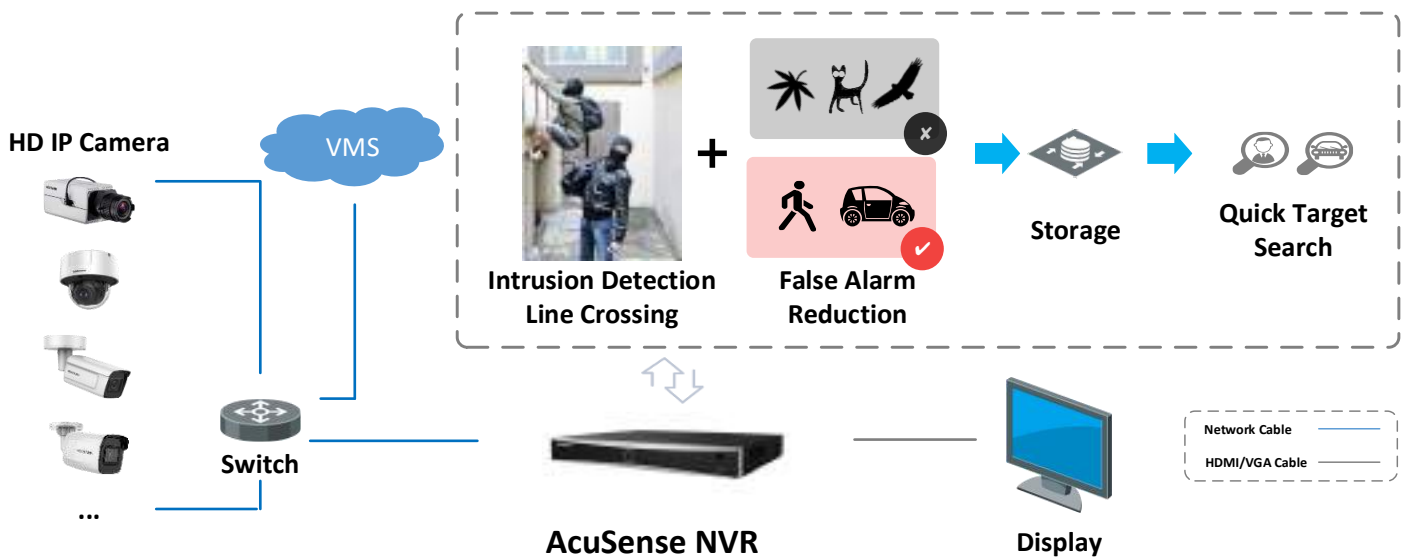 HD IP Camera
VMS
Intrusion Detection
Line Crossing
+
False Alarm
Reduction
Storage
Quick Target
Search
Switch
...
AcuSense NVR
Display
Network Cable
HDMI/VGA Cable